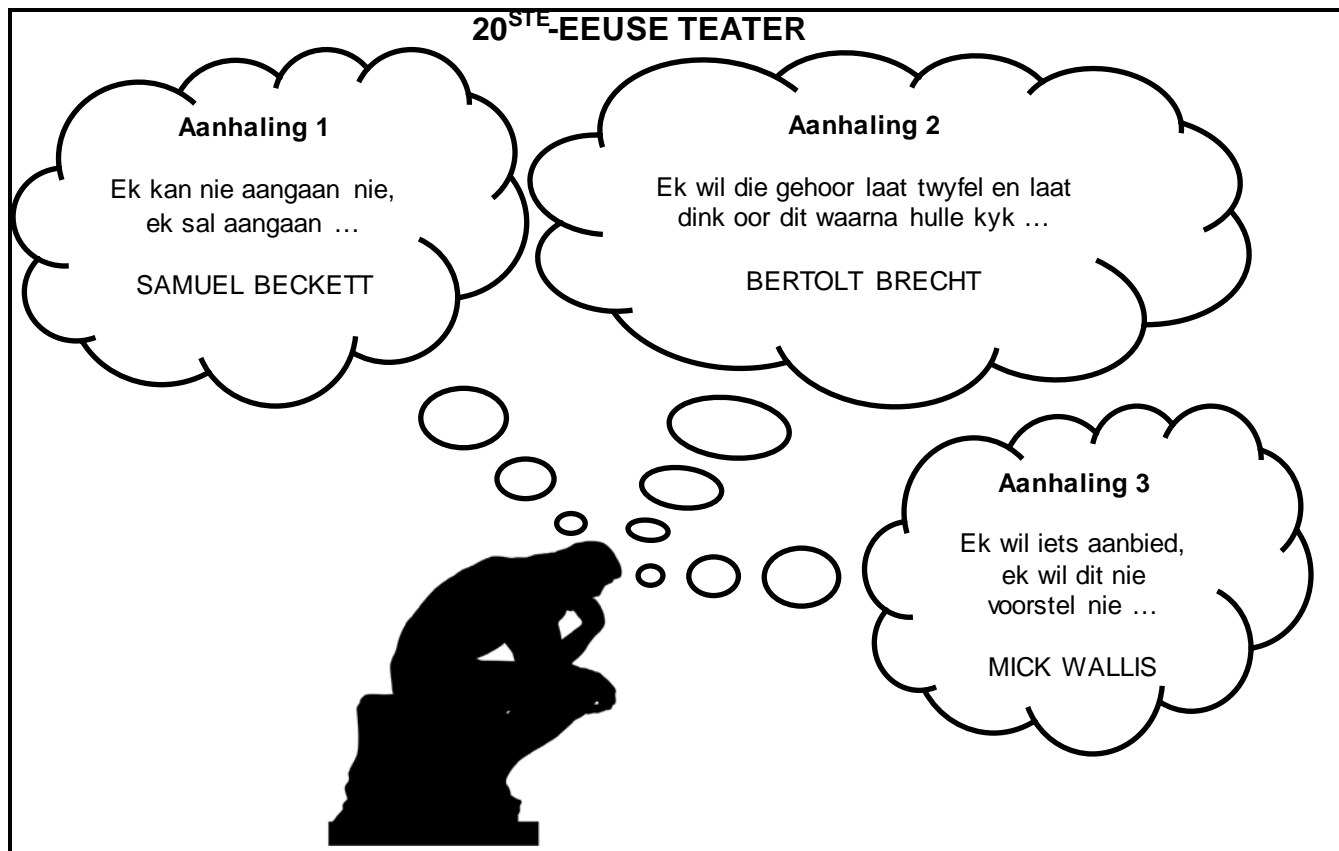 20STE-EEUSE TEATER
Aanhaling 1
Ek kan nie aangaan nie,
ek sal aangaan …
SAMUEL BECKETT
Aanhaling 2
Ek wil die gehoor laat twyfel en laat
dink oor dit waarna hulle kyk …
BERTOLT BRECHT
Aanhaling 3
Ek wil iets aanbied,
ek wil dit nie
voorstel nie …
MICK WALLIS